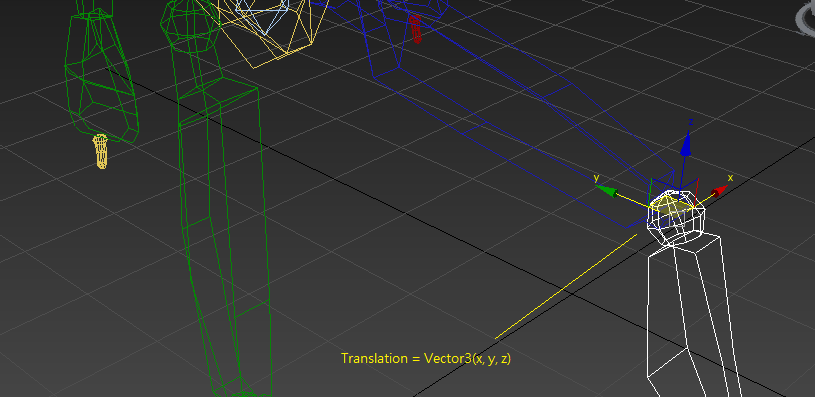 z
y
x
Translation = Vector3(x, y, z)